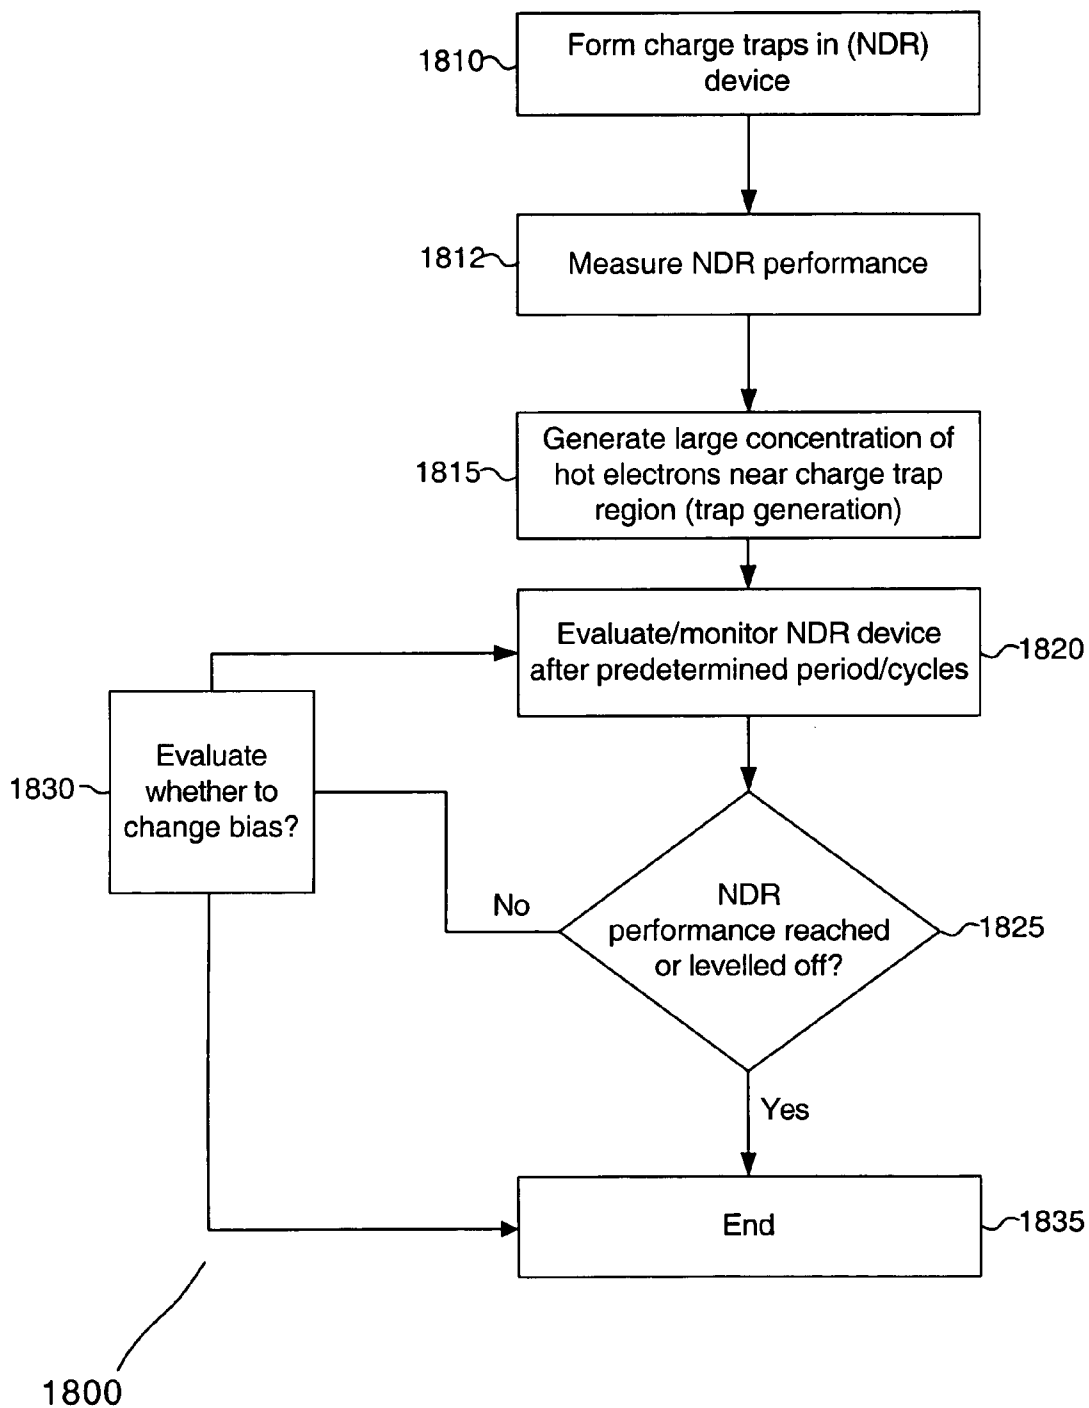 1810
Form charge traps in (NDR)
device
1812
Measure NDR performance
1815
Generate large concentration of
hot electrons near charge trap
region (trap generation)
Evaluate/monitor NDR device
after predetermined period/cycles
1820
1830
Evaluate
whether to
change bias?
No
NDR
performance reached
or levelled off?
1825
Yes
End
1835
1800